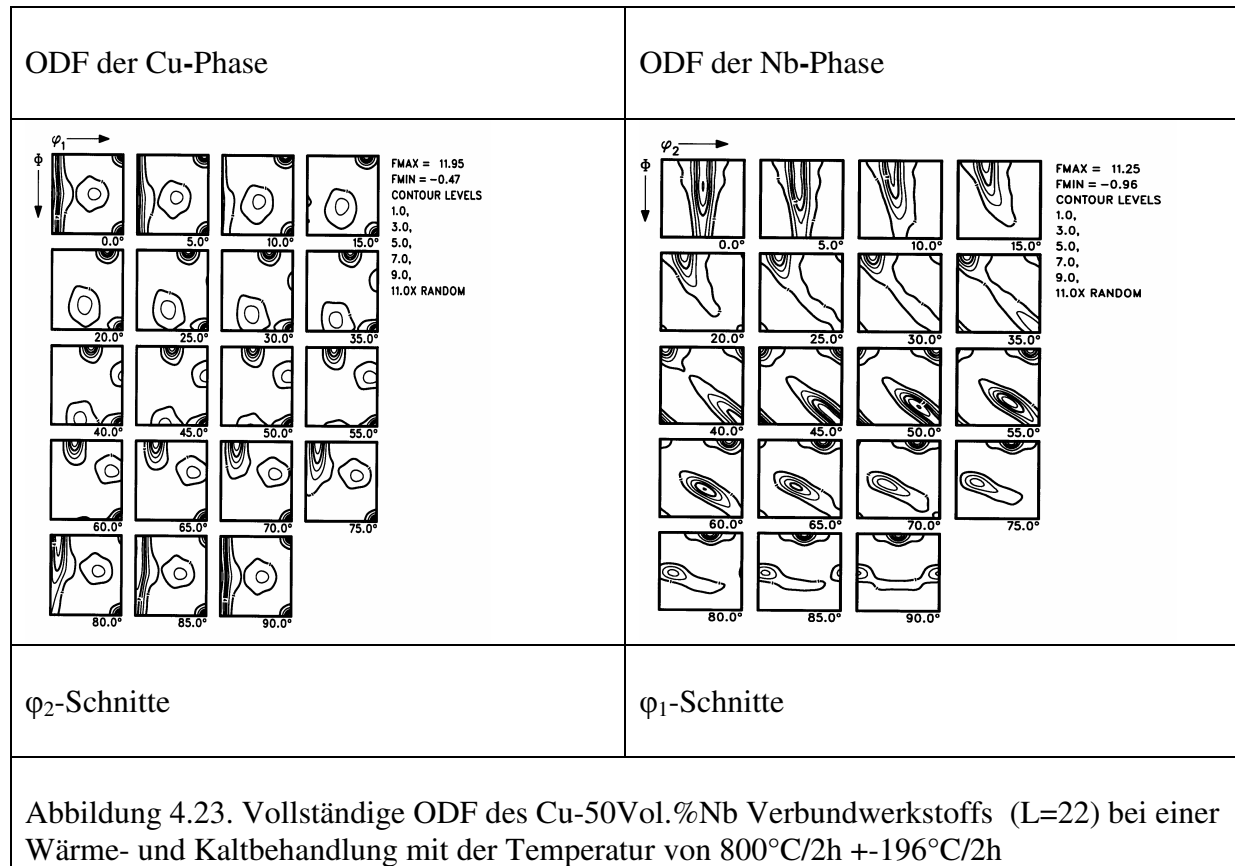 ODF der Cu-Phase
ODF der Nb-Phase
φ1
Φ
FMAX = 11.95
FMIN = -0.47
CONTOUR LEVELS
1.0,
3.0,
5.0,
7.0,
9.0,
11.0X RANDOM
0.0° 5.0° 10.0° 15.0°
20.0° 25.0° 30.0° 35.0°
40.0° 45.0° 50.0° 55.0°
60.0° 65.0° 70.0° 75.0°
80.0° 85.0° 90.0°
φ2
Φ
FMAX = 11.25
FMIN = -0.96
CONTOUR LEVELS
1.0,
3.0,
5.0,
7.0,
9.0,
11.0X RANDOM
0.0° 5.0° 10.0° 15.0°
20.0° 25.0° 30.0° 35.0°
40.0° 45.0° 50.0° 55.0°
60.0° 65.0° 70.0° 75.0°
80.0° 85.0° 90.0°
φ2-Schnitte
φ1-Schnitte
Abbildung 4.23. Vollständige ODF des Cu-50Vol.%Nb Verbundwerkstoffs (L=22) bei einer
Wärme- und Kaltbehandlung mit der Temperatur von 800°C/2h +-196°C/2h